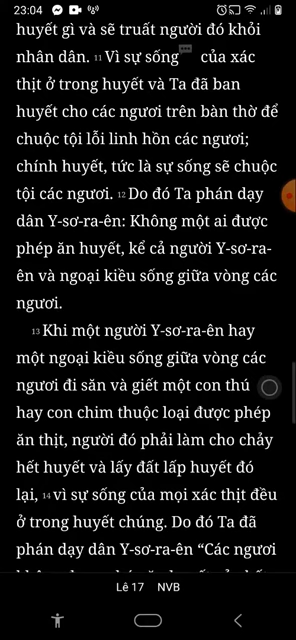 23:04
huyết gì và sẽ truất người đó khỏi
nhân dân. 11 Vì sự sống của xác
thịt ở trong huyết và Ta đã ban
huyết cho các ngươi trên bàn thờ để
chuộc tội lỗi linh hồn các ngươi;
chính huyết, tức là sự sống sẽ chuộc
tội các ngươi. 12 Do đó Ta phán dạy
dân Y-sơ-ra-ên: Không một ai được
phép ăn huyết, kể cả người Y-sơ-ra-
ên và ngoại kiều sống giữa vòng các
ngươi.
13 Khi một người Y-sơ-ra-ên hay
một ngoại kiều sống giữa vòng các
ngươi đi săn và giết một con thú
hay con chim thuộc loại được phép
ăn thịt, người đó phải làm cho chảy
hết huyết và lấy đất lấp huyết đó
lại, 14 vì sự sống của mọi xác thịt đều
ở trong huyết chúng. Do đó Ta đã
phán dạy dân Y-sơ-ra-ên “Các ngươi
Lê 17 NVB